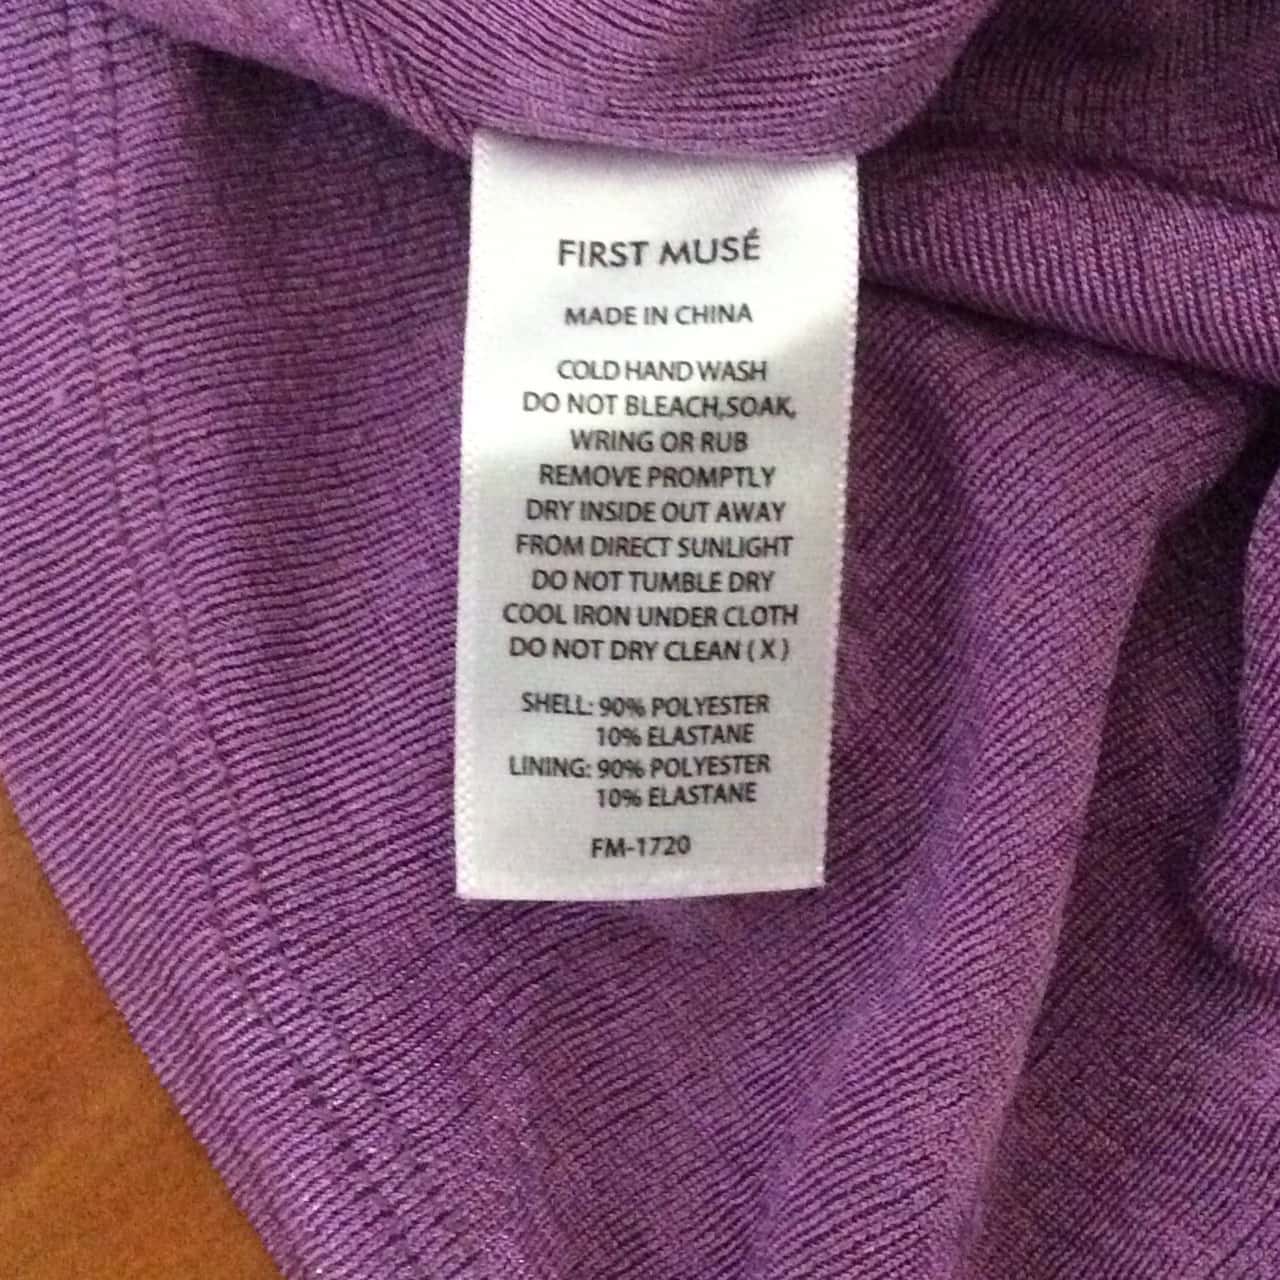 FIRST MUSÉ
MADE IN CHINA
COLD HAND WASH
DO NOT BLEACH,SOAK,
WRING OR RUB
REMOVE PROMPTLY
DRY INSIDE OUT AWAY
FROM DIRECT SUNLIGHT
DO NOT TUMBLE DRY
COOL IRON UNDER CLOTH
DO NOT DRY CLEAN ( X )
SHELL: 90% POLYESTER
10% ELASTANE
LINING: 90% POLYESTER
10% ELASTANE
FM-1720